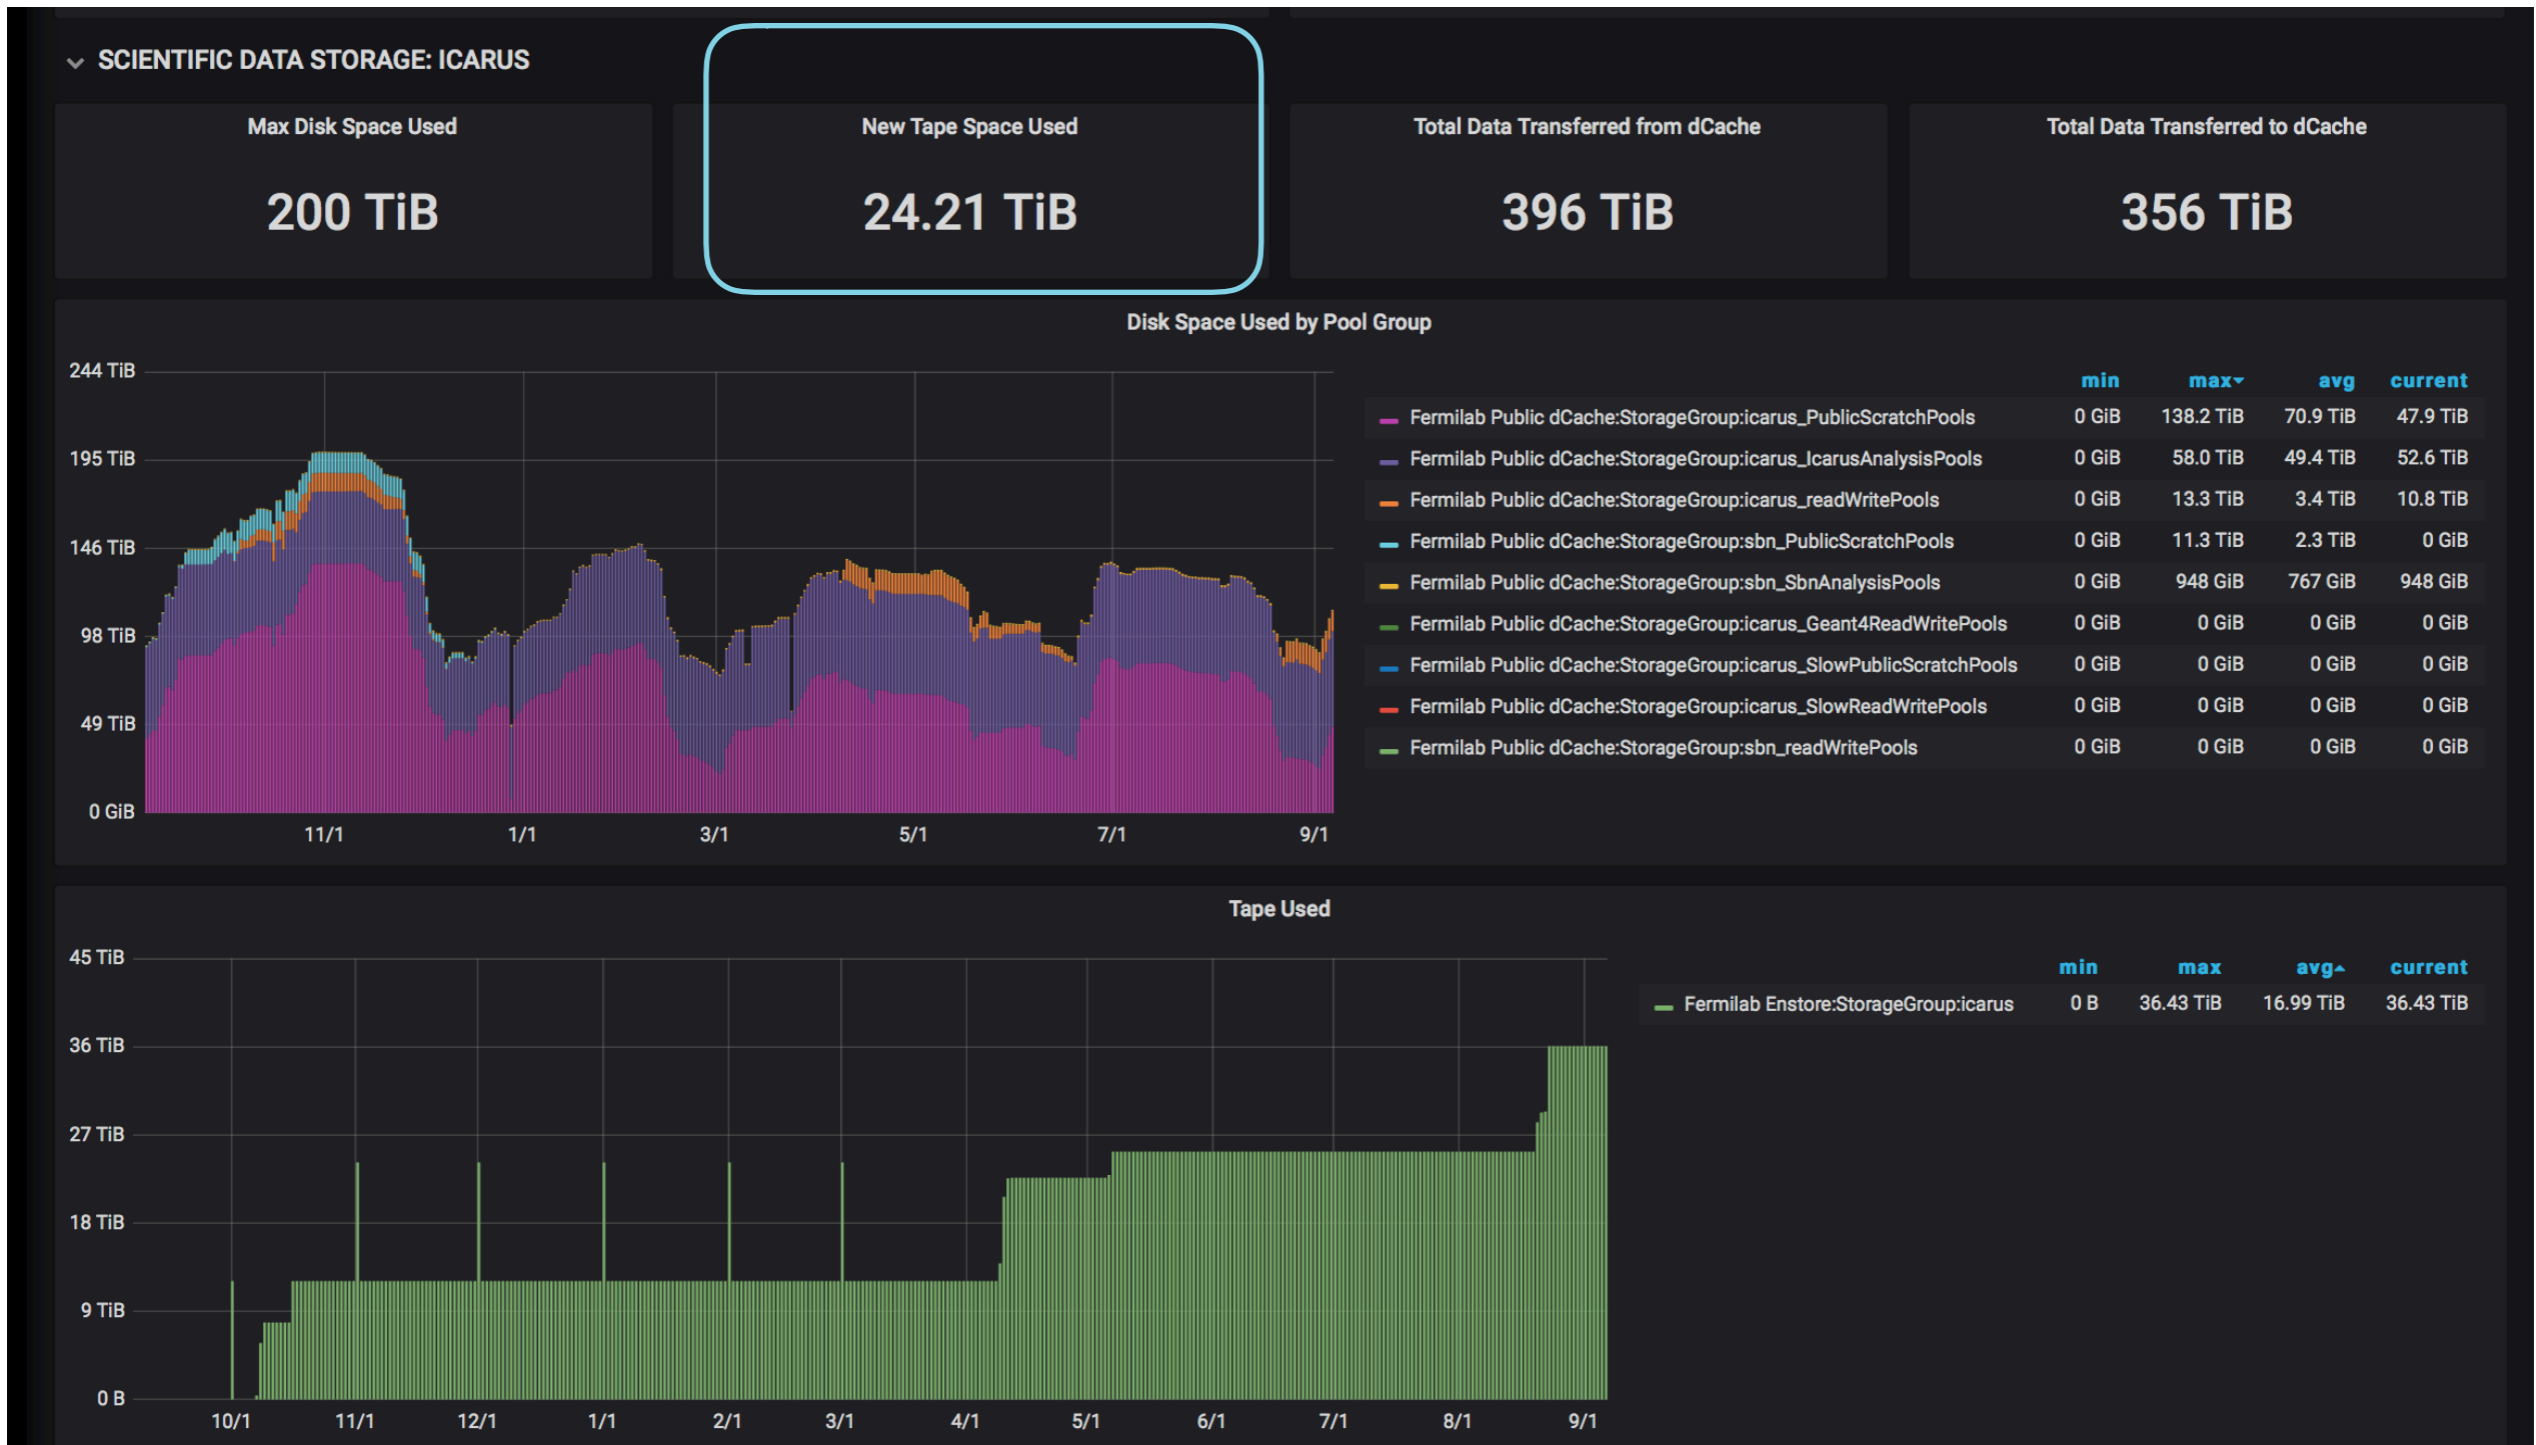 SCIENTIFIC DATA STORAGE: ICARUS
Max Disk Space Used
200 TiB
New Tape Space Used
24.21 TiB
Total Data Transferred from dCache
396 TiB
Total Data Transferred to dCache
356 TiB
Disk Space Used by Pool Group
244 TiB
195 TiB
146 TiB
98 TiB
49 TiB
0 GiB
11/1 1/1 3/1 5/1 7/1 9/1
min max avg current
Fermilab Public dCache:StorageGroup:icarus_PublicScratchPools 0 GiB 138.2 TiB 70.9 TiB 47.9 TiB
Fermilab Public dCache:StorageGroup:icarus_IcarusAnalysisPools 0 GiB 58.0 TiB 49.4 TiB 52.6 TiB
Fermilab Public dCache:StorageGroup:icarus_readWritePools 0 GiB 13.3 TiB 3.4 TiB 10.8 TiB
Fermilab Public dCache:StorageGroup:sbn_PublicScratchPools 0 GiB 11.3 TiB 2.3 TiB 0 GiB
Fermilab Public dCache:StorageGroup:sbn_SbnAnalysisPools 0 GiB 948 GiB 767 GiB 948 GiB
Fermilab Public dCache:StorageGroup:icarus_Geant4ReadWritePools 0 GiB 0 GiB 0 GiB 0 GiB
Fermilab Public dCache:StorageGroup:icarus_SlowPublicScratchPools 0 GiB 0 GiB 0 GiB 0 GiB
Fermilab Public dCache:StorageGroup:icarus_SlowReadWritePools 0 GiB 0 GiB 0 GiB 0 GiB
Fermilab Public dCache:StorageGroup:sbn_readWritePools 0 GiB 0 GiB 0 GiB 0 GiB
Tape Used
45 TiB
36 TiB
27 TiB
18 TiB
9 TiB
0 B
10/1 11/1 12/1 1/1 2/1 3/1 4/1 5/1 6/1 7/1 8/1 9/1
min max avg current
Fermilab Enstore:StorageGroup:icarus 0 B 36.43 TiB 16.99 TiB 36.43 TiB